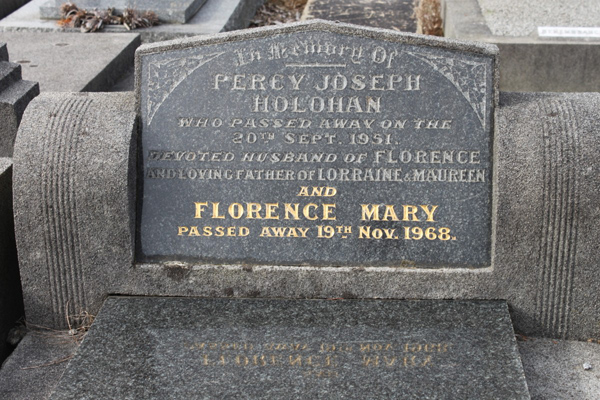 In Memory Of
PERCY JOSEPH
HOLOHAN
WHO PASSED AWAY ON THE
20TH SEPT. 1951.
DEVOTED HUSBAND OF FLORENCE
AND LOVING FATHER OF LORRAINE & MAUREEN
AND
FLORENCE MARY
PASSED AWAY 19TH NOV. 1968.